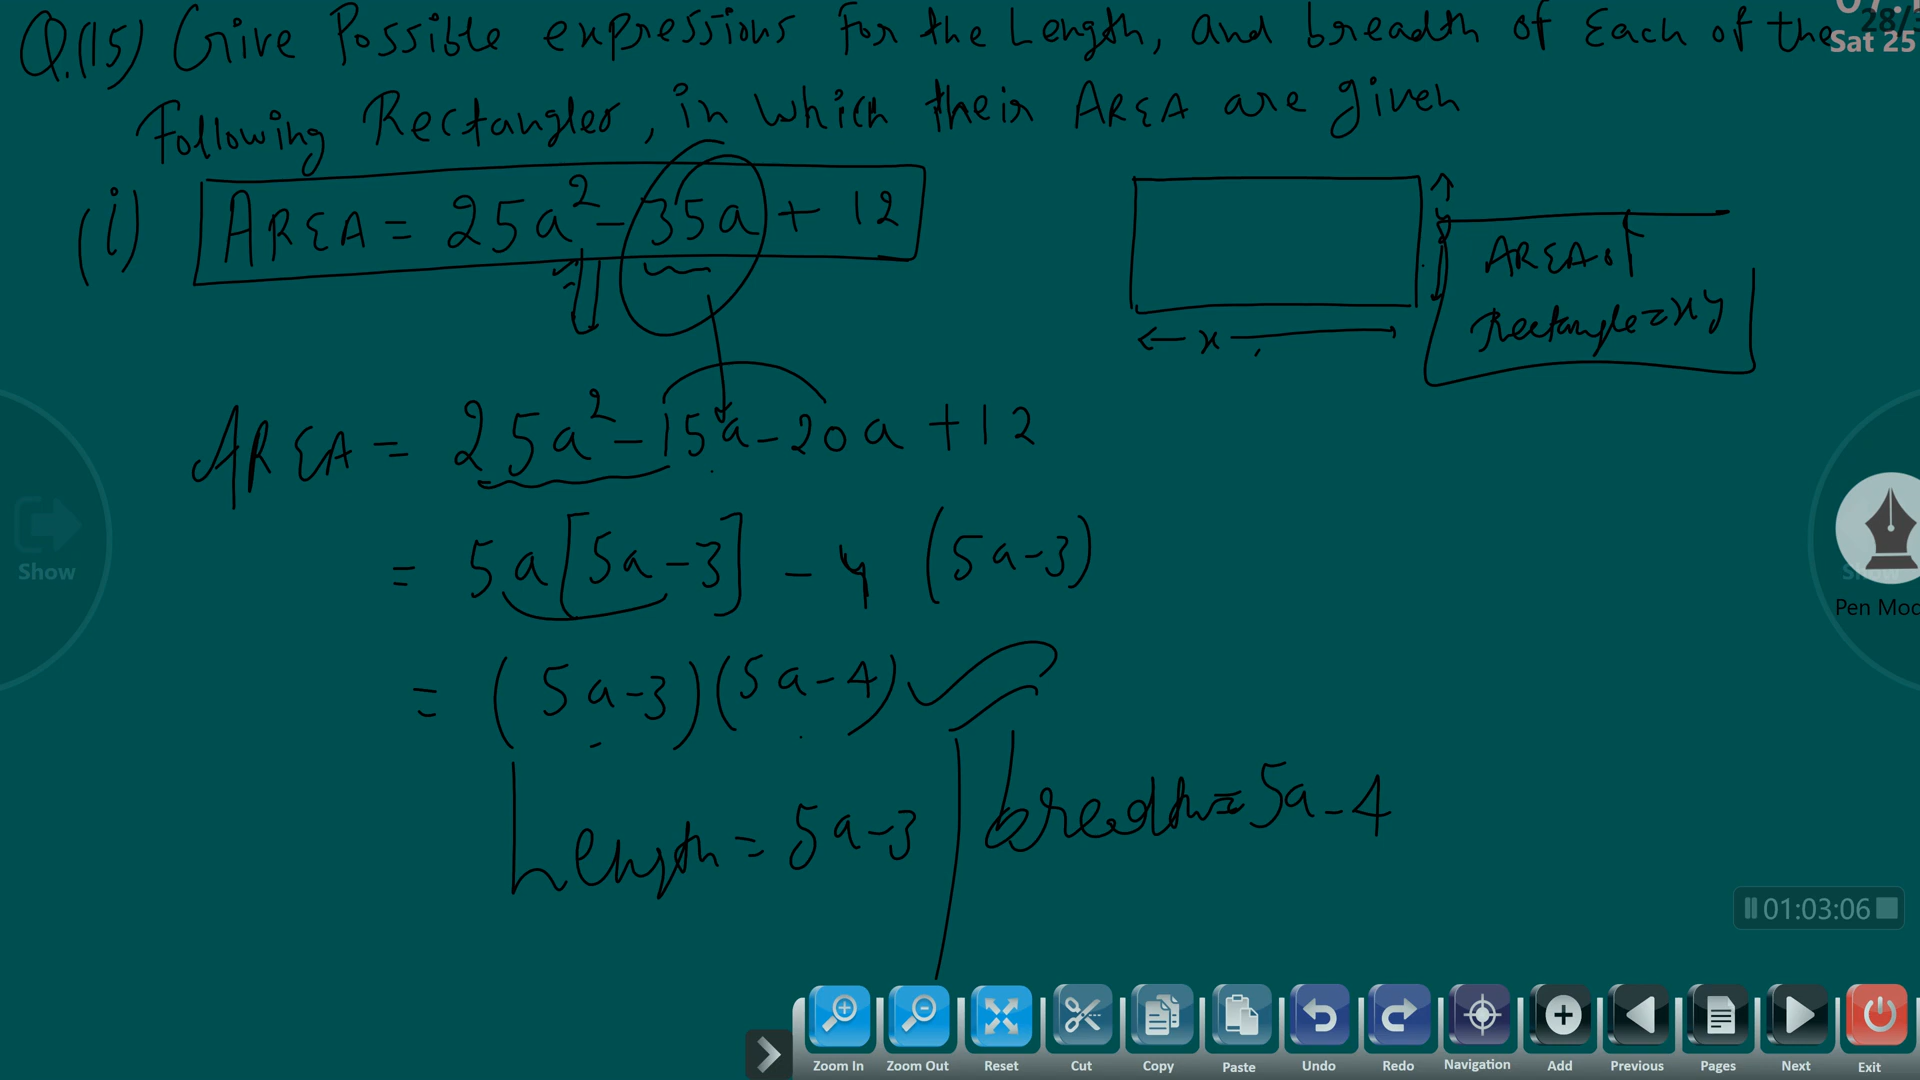 Q.(15) Give Possible expressions For the Length, and breadth of Each of the
Following Rectangles, in which their AREA are given
(i) AREA = 25a² - 35a + 12
AREA of
Rectangle = xy
x
y
AREA = 25a² - 15a - 20a + 12
= 5a[5a-3] - 4 (5a-3)
= (5a-3)(5a-4)
Length = 5a-3 | breadth = 5a-4
28/
Sat 25
Show
Pen Mod
01:03:06
Zoom In
Zoom Out
Reset
Cut
Copy
Paste
Undo
Redo
Navigation
Add
Previous
Pages
Next
Exit